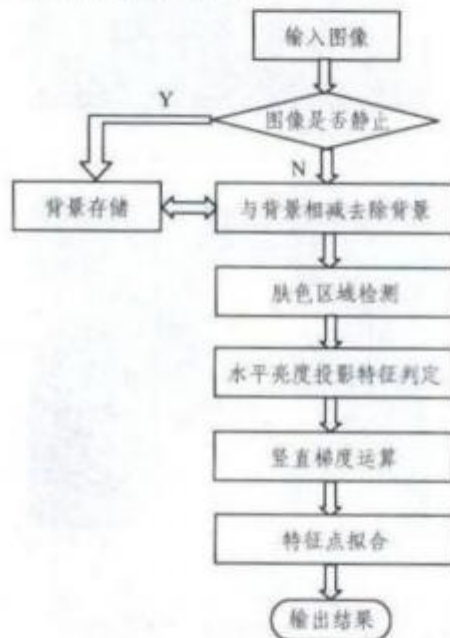 输入图像
Y
图像是否静止
N
背景存储
与背景相减去除背景
肤色区域检测
水平亮度投影特征判定
竖直梯度运算
特征点拟合
输出结果